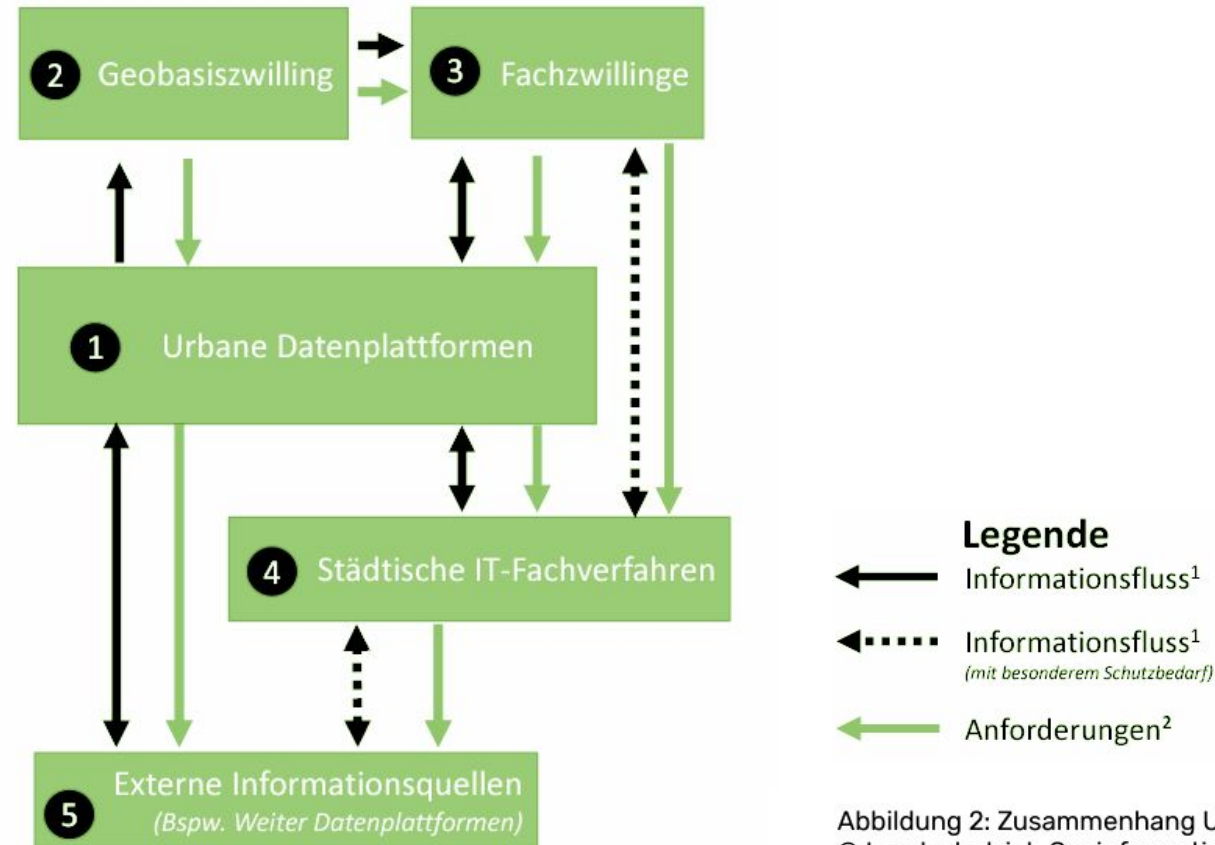 2 Geobasiszwilling
3 Fachzwillinge
1 Urbane Datenplattformen
4 Städtische IT-Fachverfahren
5 Externe Informationsquellen
(Bspw. Weiter Datenplattformen)
Legende
Informationsfluss¹
Informationsfluss¹
(mit besonderem Schutzbedarf)
Anforderungen²
Abbildung 2: Zusammenhang U